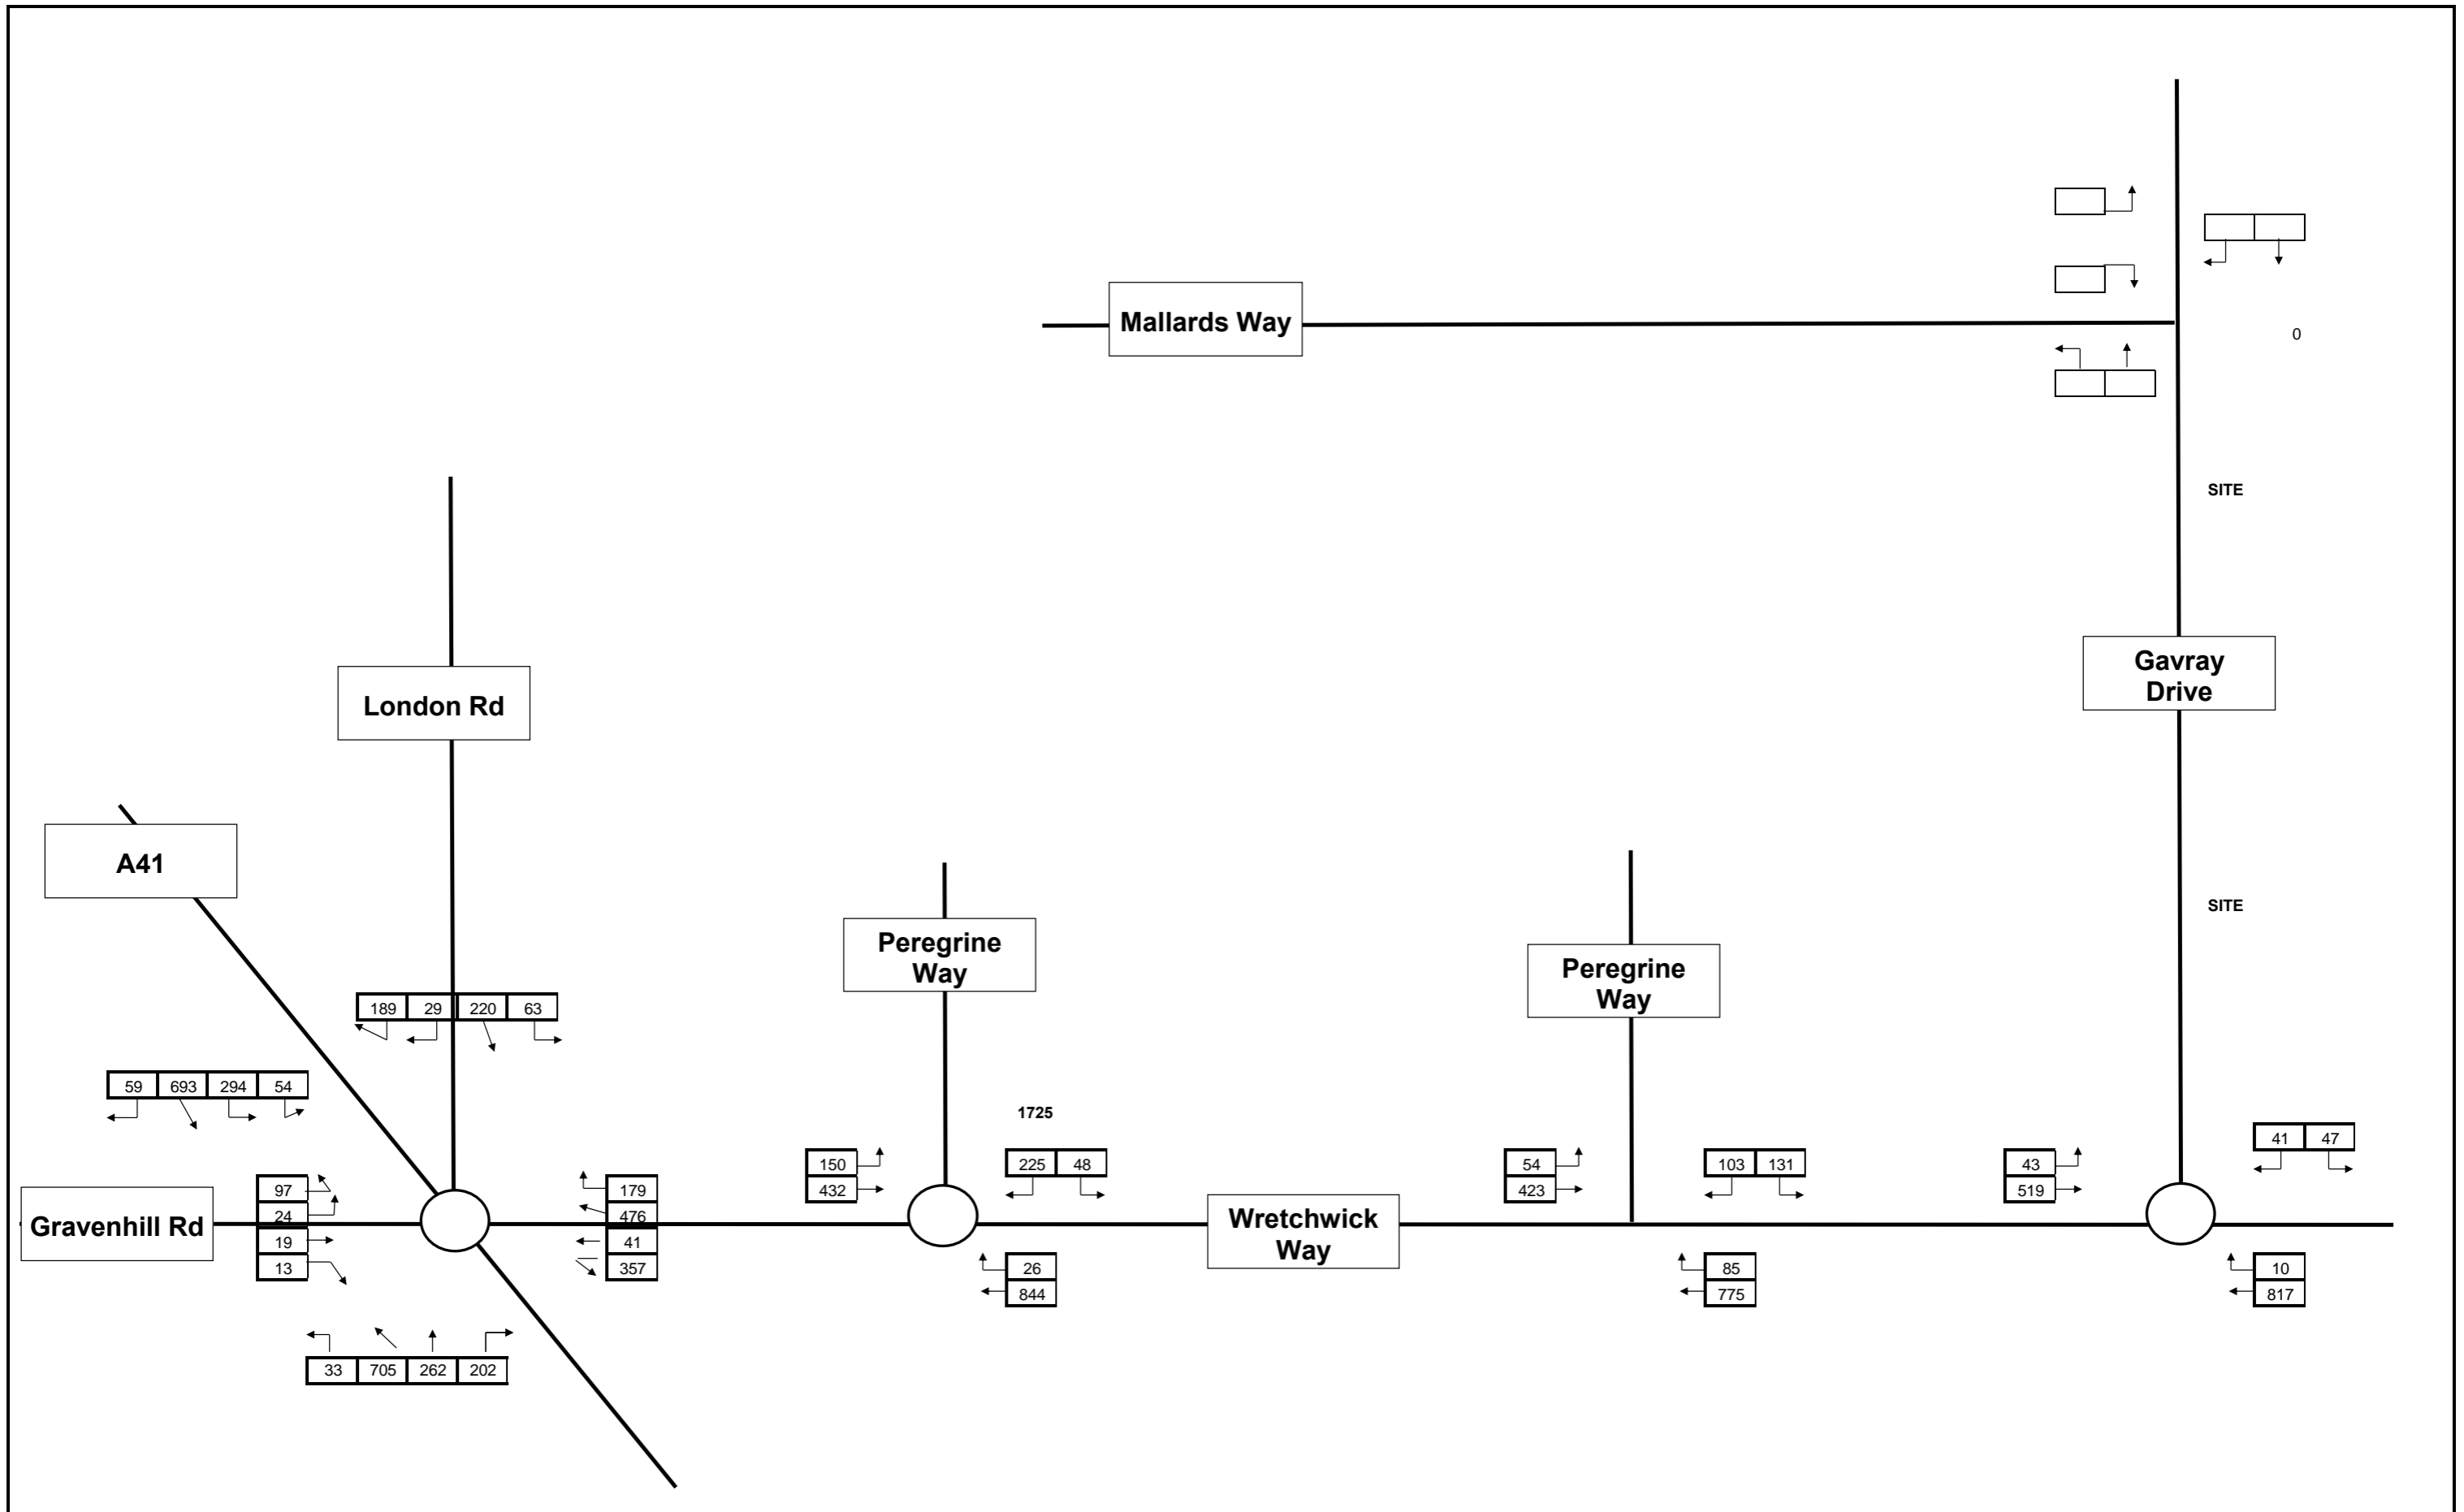 Mallards Way
0
SITE
London Rd
Gavray
Drive
A41
SITE
Peregrine
Way
Peregrine
Way
189 29 220 63
59 693 294 54
1725
41 47
150
432
225 48
54
423
103 131
43
519
97
24
19
13
179
476
41
357
Gravenhill Rd
Wretchwick
Way
26
844
85
775
10
817
33 705 262 202